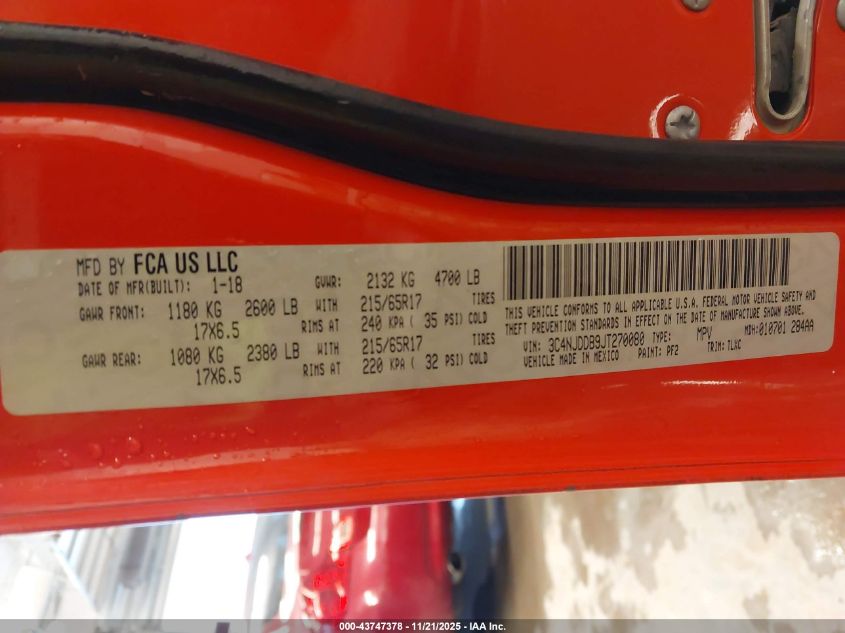 MFD BY FCA US LLC
DATE OF MFR(BUILT): 1-18 GVWR: 2132 KG 4700 LB
GAWR FRONT: 1180 KG 2600 LB WITH 215/65R17 TIRES
17X6.5 RIMS AT 240 KPA ( 35 PSI) COLD
GAWR REAR: 1080 KG 2380 LB WITH 215/65R17 TIRES
17X6.5 RIMS AT 220 KPA ( 32 PSI) COLD
THIS VEHICLE CONFORMS TO ALL APPLICABLE U.S.A. FEDERAL MOTOR VEHICLE SAFETY AND
THEFT PREVENTION STANDARDS IN EFFECT ON THE DATE OF MANUFACTURE SHOWN ABOVE.
VIN: 3C4NJDDB9JT270080 TYPE: MPV MDH:010701 284AA
VEHICLE MADE IN MEXICO PAINT: PF2 TRIM: TLXC
000-43747378 - 11/21/2025 - IAA Inc.